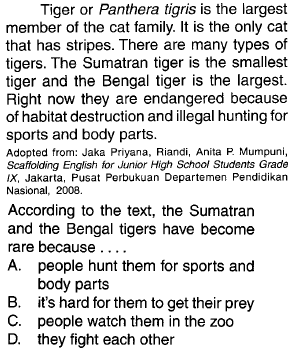 Tiger or Panthera tigris is the largest
member of the cat family. It is the only cat
that has stripes. There are many types of
tigers. The Sumatran tiger is the smallest
tiger and the Bengal tiger is the largest.
Right now they are endangered because
of habitat destruction and illegal hunting for
sports and body parts.
Adopted from: Jaka Priyana, Riandi, Anita P. Mumpuni,
Scaffolding English for Junior High School Students Grade
IX, Jakarta, Pusat Perbukuan Departemen Pendidikan
Nasional, 2008.
According to the text, the Sumatran
and the Bengal tigers have become
rare because . . . .
A. people hunt them for sports and
body parts
B. it's hard for them to get their prey
C. people watch them in the zoo
D. they fight each other